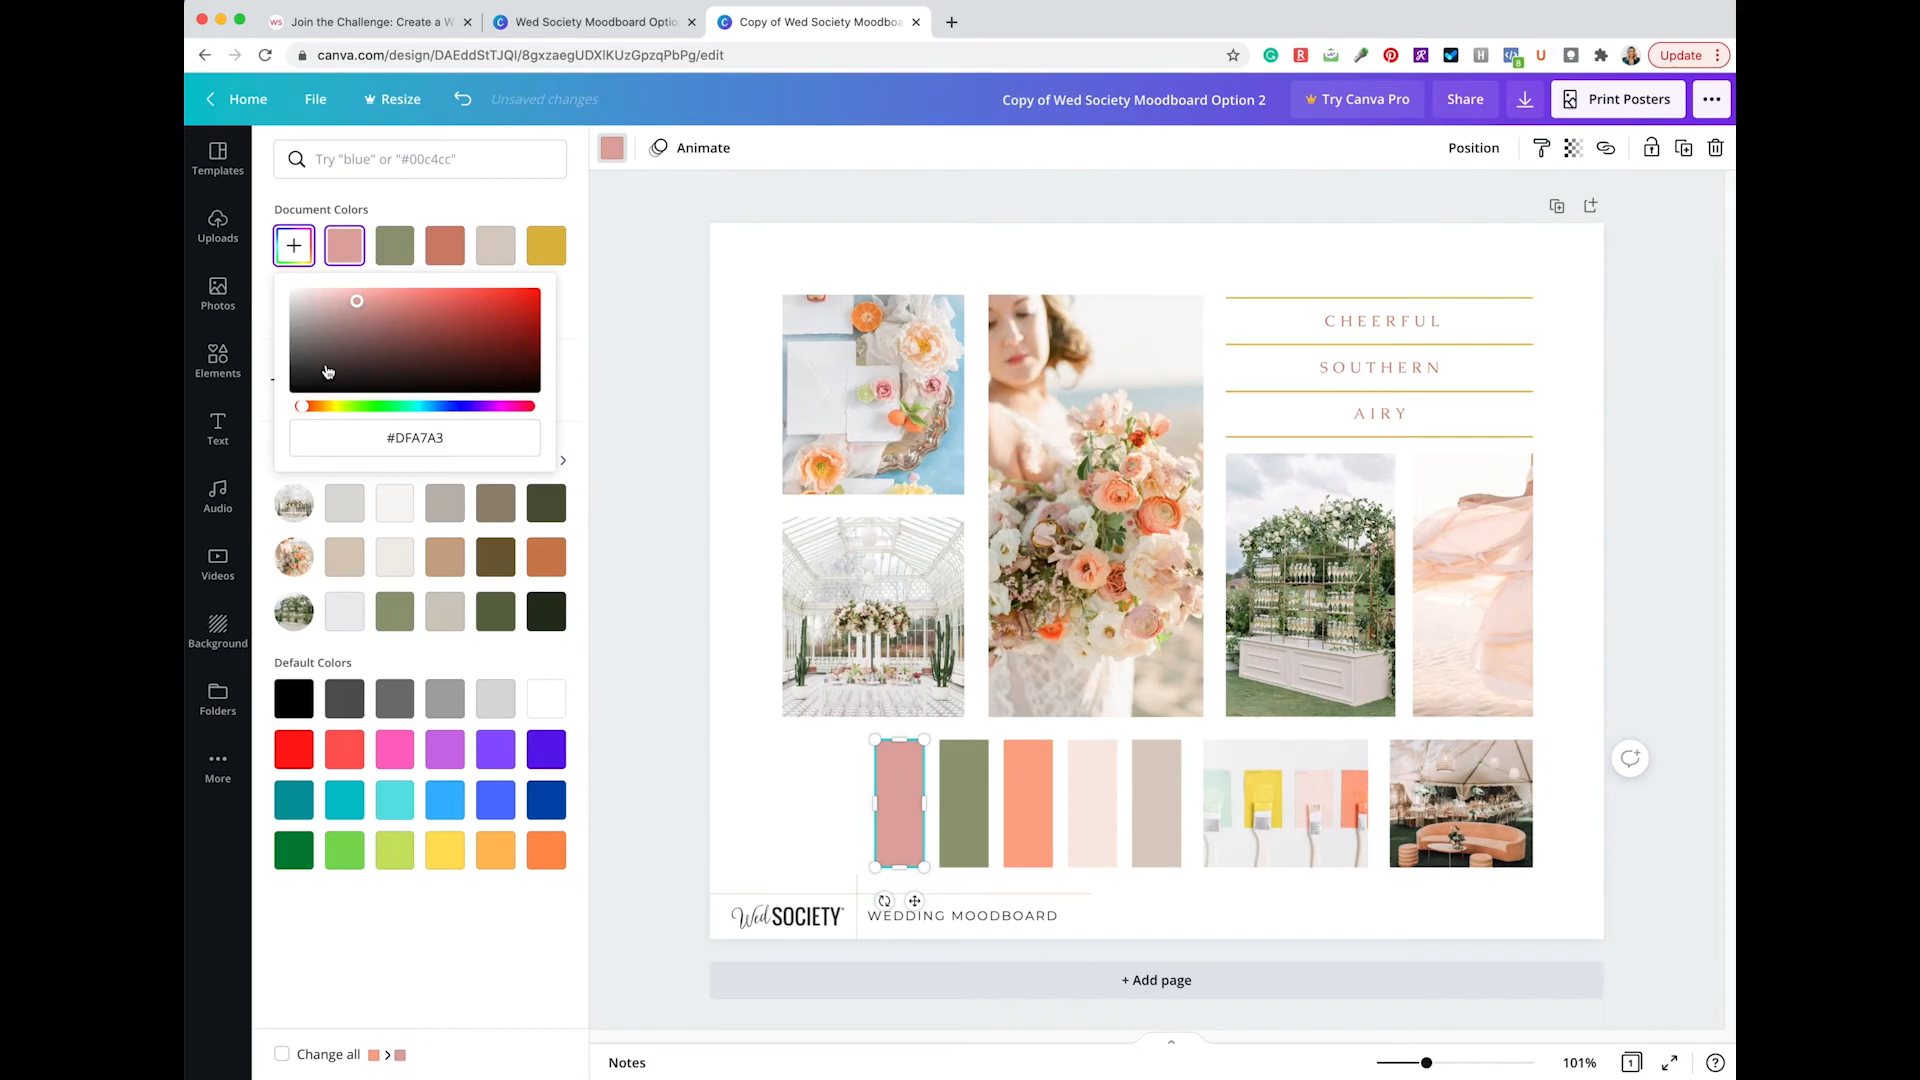 WS Join the Challenge: Create a W
C Wed Society Moodboard Optio
C Copy of Wed Society Moodboa
canva.com/design/DAEddStTJQI/8gxzaegUDXlKUzGpzqPbPg/edit
R
H
8
U
Update
Home
File
Resize
Unsaved changes
Copy of Wed Society Moodboard Option 2
Try Canva Pro
Share
Print Posters
Templates
Uploads
Photos
Elements
Text
Audio
Videos
Background
Folders
More
Try "blue" or "#00c4cc"
Document Colors
#DFA7A3
Default Colors
Change all
Animate
Position
CHEERFUL
SOUTHERN
AIRY
Wed SOCIETY®
WEDDING MOODBOARD
+ Add page
Notes
101%
1
?